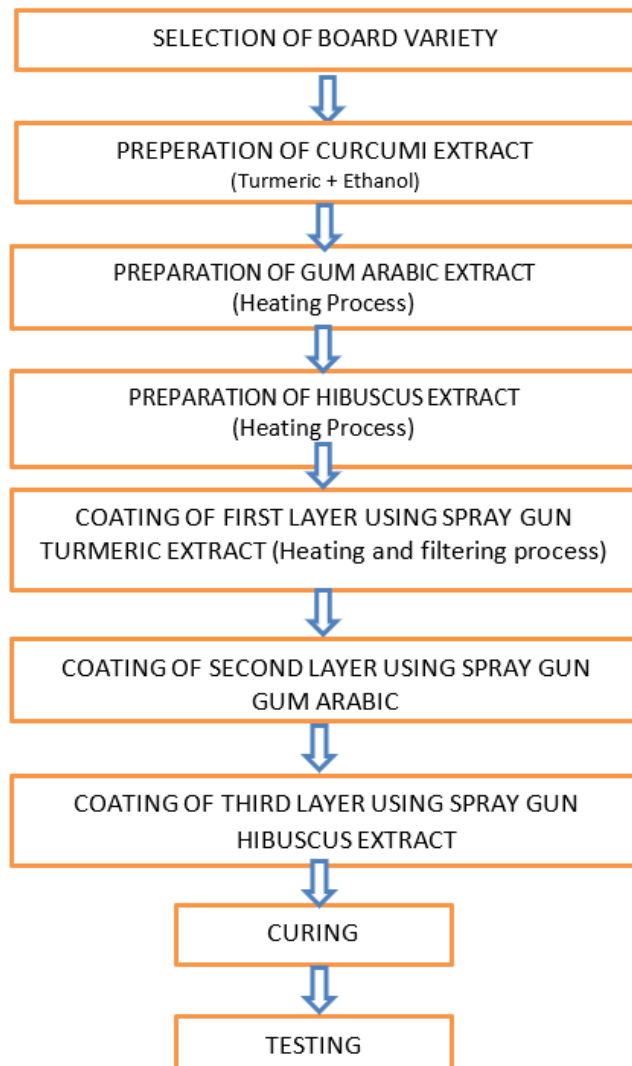 SELECTION OF BOARD VARIETY
PREPERATION OF CURCUMI EXTRACT
(Turmeric + Ethanol)
PREPARATION OF GUM ARABIC EXTRACT
(Heating Process)
PREPARATION OF HIBUSCUS EXTRACT
(Heating Process)
COATING OF FIRST LAYER USING SPRAY GUN
TURMERIC EXTRACT (Heating and filtering process)
COATING OF SECOND LAYER USING SPRAY GUN
GUM ARABIC
COATING OF THIRD LAYER USING SPRAY GUN
HIBUSCUS EXTRACT
CURING
TESTING